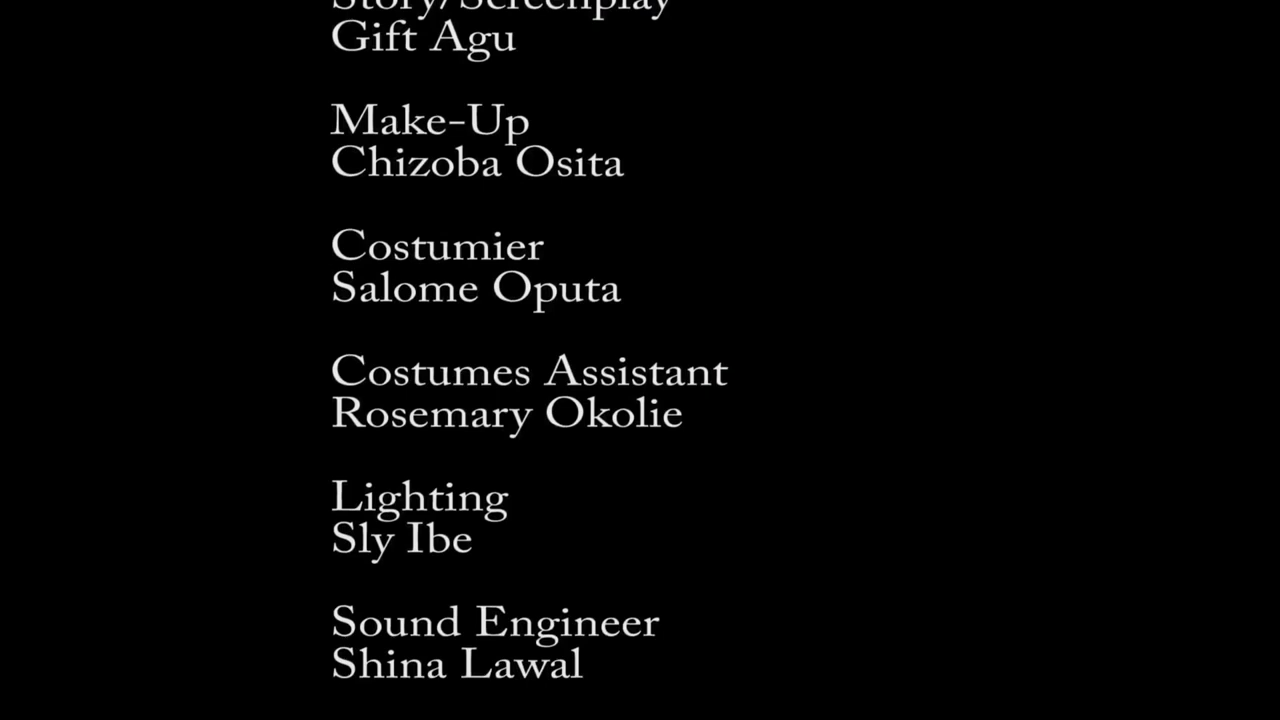 Story/Screenplay
Gift Agu
Make-Up
Chizoba Osita
Costumier
Salome Oputa
Costumes Assistant
Rosemary Okolie
Lighting
Sly Ibe
Sound Engineer
Shina Lawal